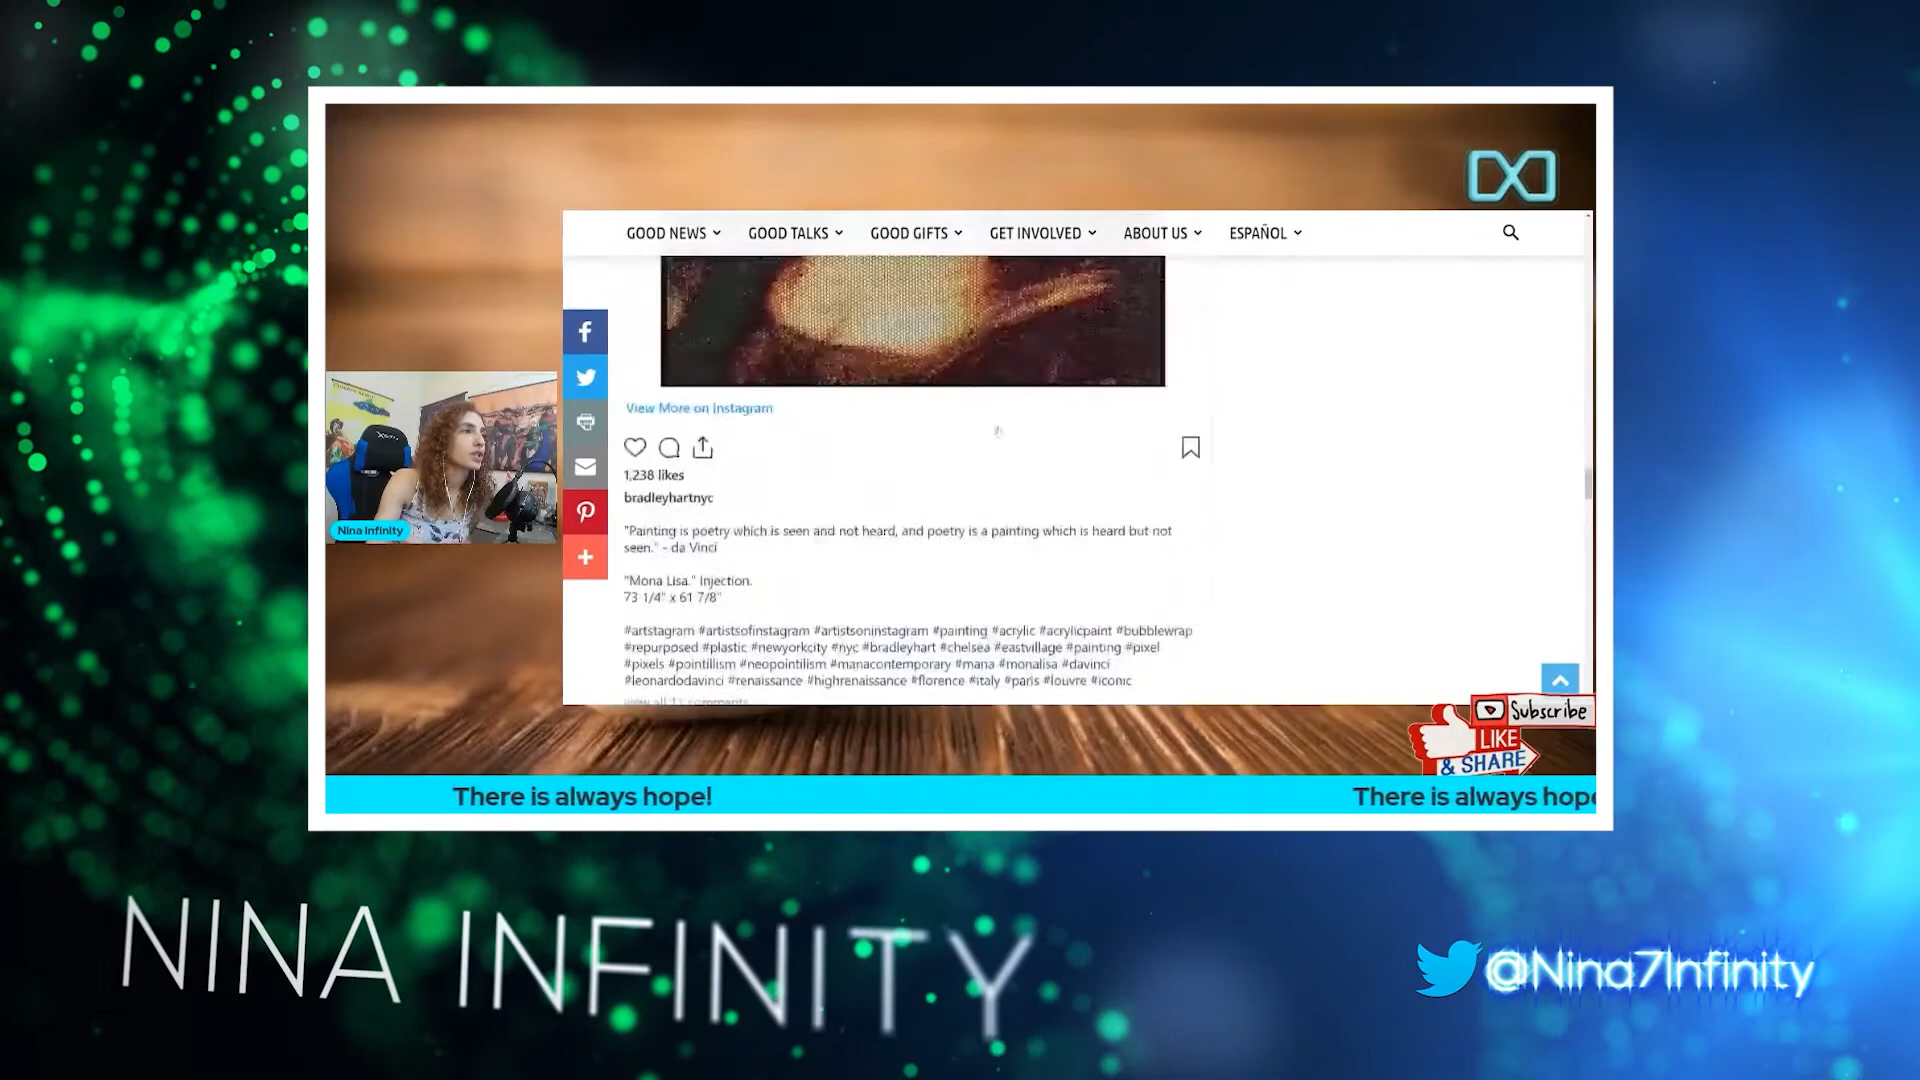 GOOD NEWS GOOD TALKS GOOD GIFTS GET INVOLVED ABOUT US ESPAÑOL
View More on Instagram
1,238 likes
bradleyhartnyc
"Painting is poetry which is seen and not heard, and poetry is a painting which is heard but not
seen." - da Vinci
"Mona Lisa." Injection.
73 1/4" x 61 7/8"
#artstagram #artistsofinstagram #artistsoninstagram #painting #acrylic #acrylicpaint #bubblewrap
#repurposed #plastic #newyorkcity #nyc #bradleyhart #chelsea #eastvillage #painting #pixel
#pixels #pointillism #neopointilism #manacontemporary #mana #monalisa #davinci
#leonardodavinci #renaissance #highrenaissance #florence #italy #paris #louvre #iconic
Nina Infinity
Subscribe
LIKE
& SHARE
There is always hope! There is always hope
NINA INFINITY
@Nina7Infinity